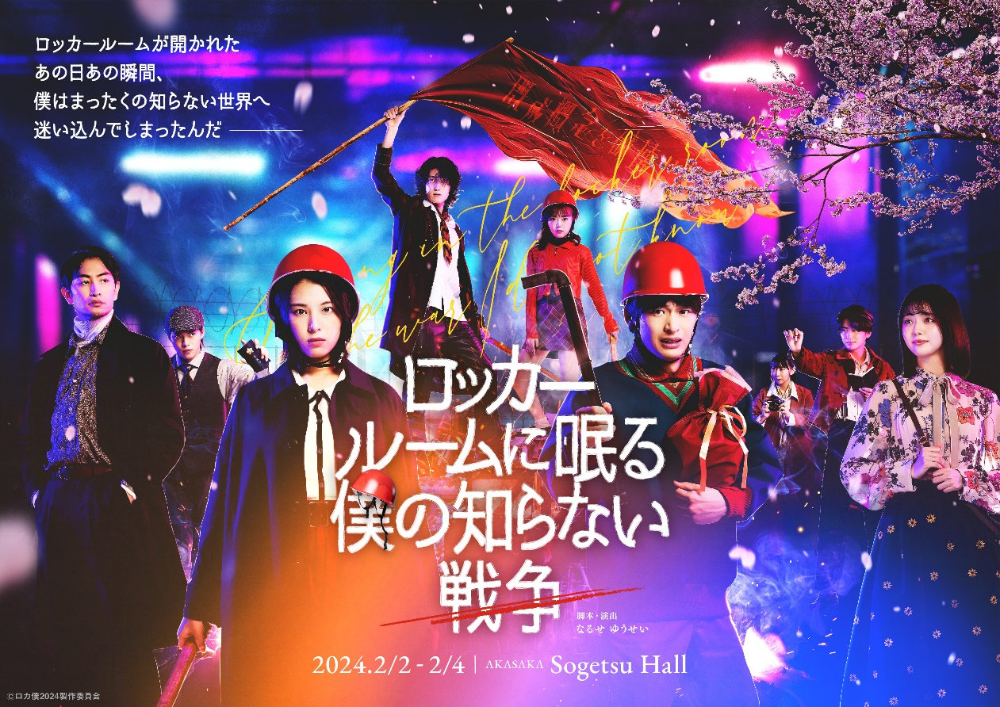 ロッカールームが開かれた
あの日あの瞬間、
僕はまったくの知らない世界へ
迷い込んでしまったんだ ――
in the locker room
war I do not know
ロッカー
ルームに眠る
僕の知らない
戦争
脚本・演出
なるせ ゆうせい
2024.2/2 - 2/4 | AKASAKA Sogetsu Hall
©ロカ僕2024製作委員会